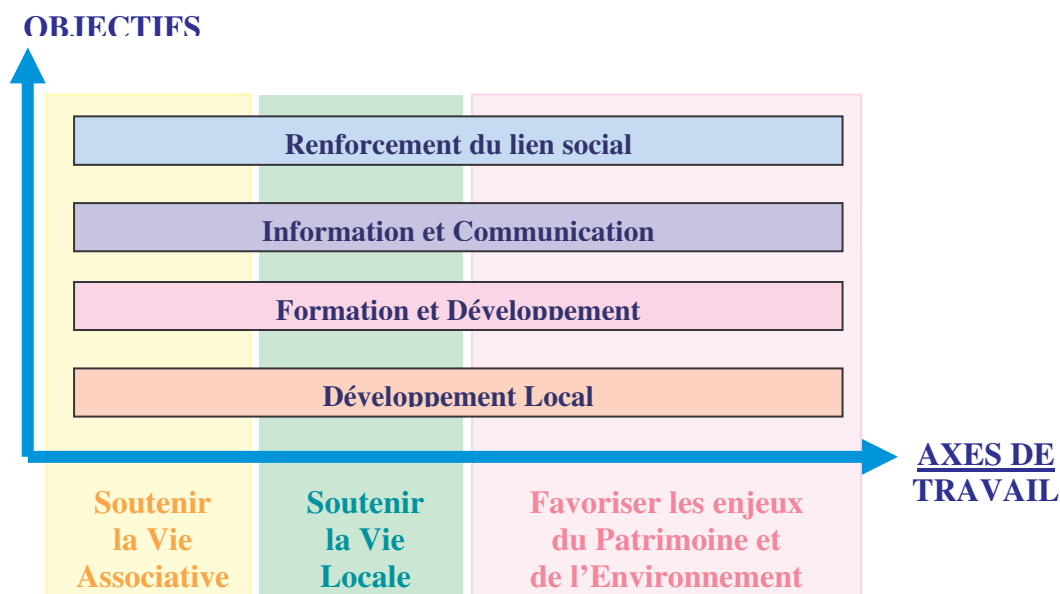 OBJECTIFS
Renforcement du lien social
Information et Communication
Formation et Développement
Développement Local
AXES DE
TRAVAIL
Soutenir
la Vie
Associative
Soutenir
la Vie
Locale
Favoriser les enjeux
du Patrimoine et
de l’Environnement